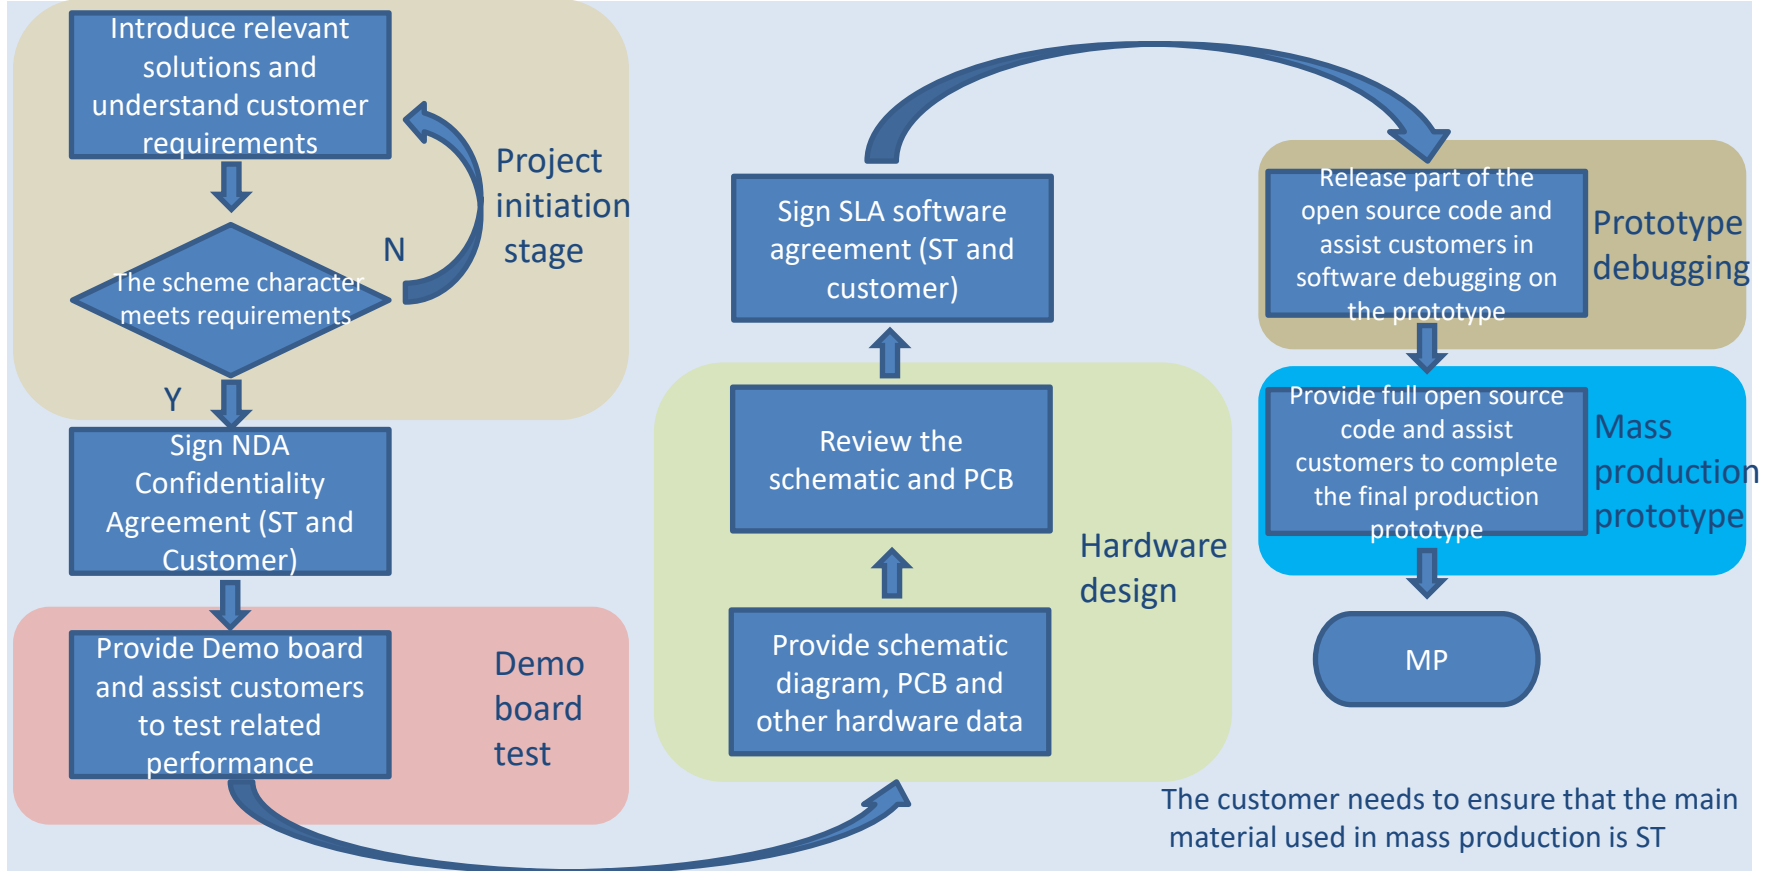 Introduce relevant
solutions and
understand customer
requirements
Project
initiation
stage
N
The scheme character
meets requirements
Y
Sign NDA
Confidentiality
Agreement (ST and
Customer)
Provide Demo board
and assist customers
to test related
performance
Demo
board
test
Sign SLA software
agreement (ST and
customer)
Review the
schematic and PCB
Hardware
design
Provide schematic
diagram, PCB and
other hardware data
Release part of the
open source code and
assist customers in
software debugging on
the prototype
Prototype
debugging
Provide full open source
code and assist
customers to complete
the final production
prototype
Mass
production
prototype
MP
The customer needs to ensure that the main
material used in mass production is ST